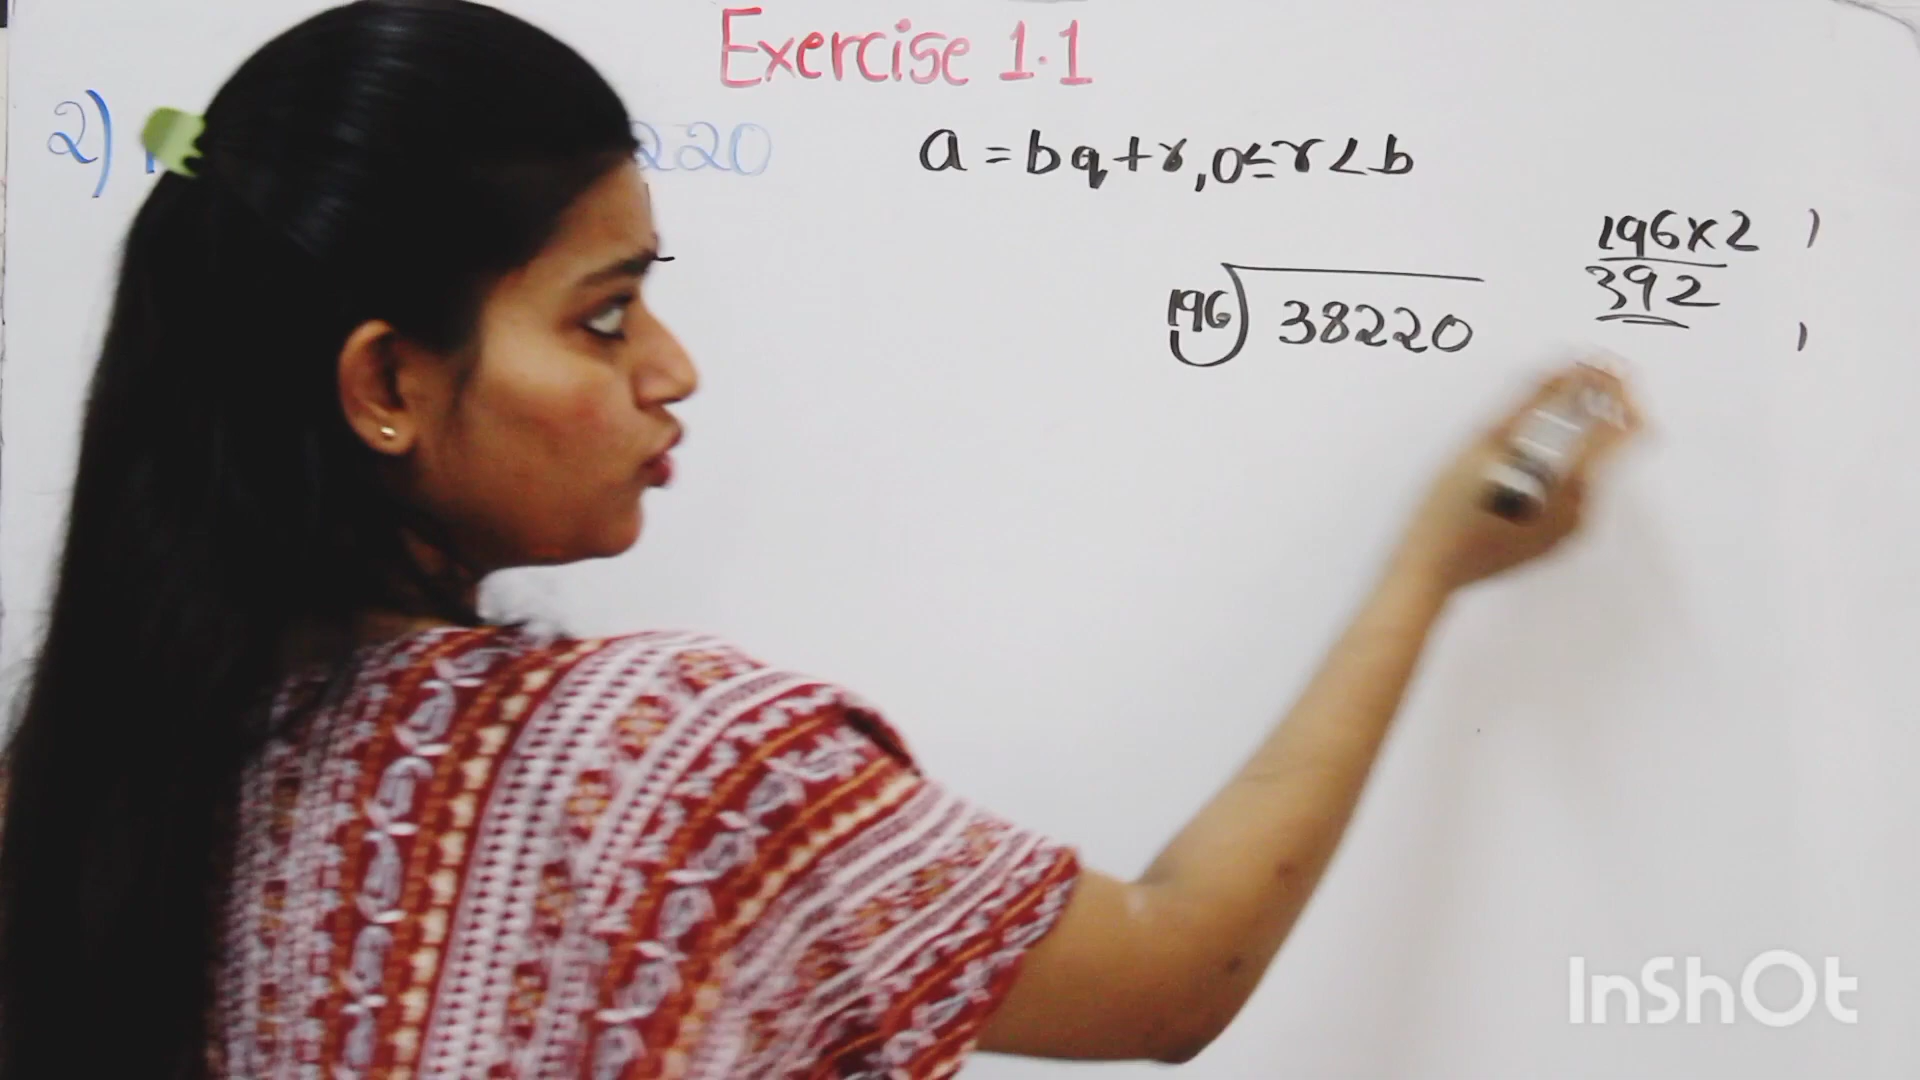 Exercise 1.1
2) 220
a = bq + r, 0 ≤ r < b
196 x 2
392
196) 38220
InShOt